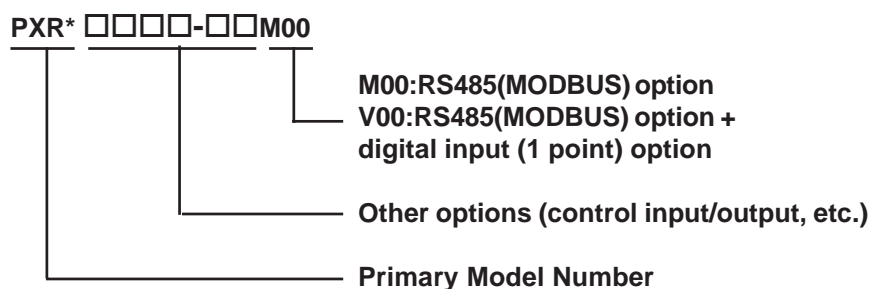 PXR* □□□□-□□M00
M00:RS485(MODBUS) option
V00:RS485(MODBUS) option +
digital input (1 point) option
Other options (control input/output, etc.)
Primary Model Number